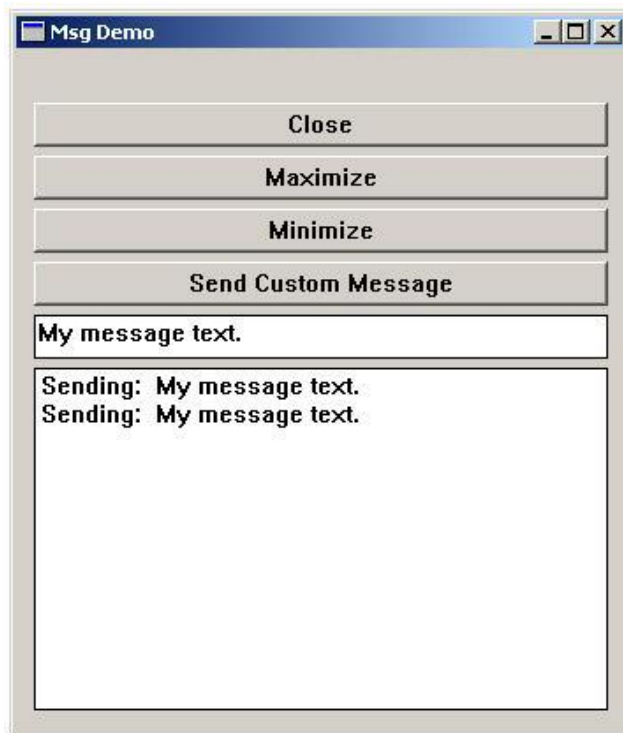 Msg Demo
Close
Maximize
Minimize
Send Custom Message
My message text.
Sending:  My message text.
Sending:  My message text.